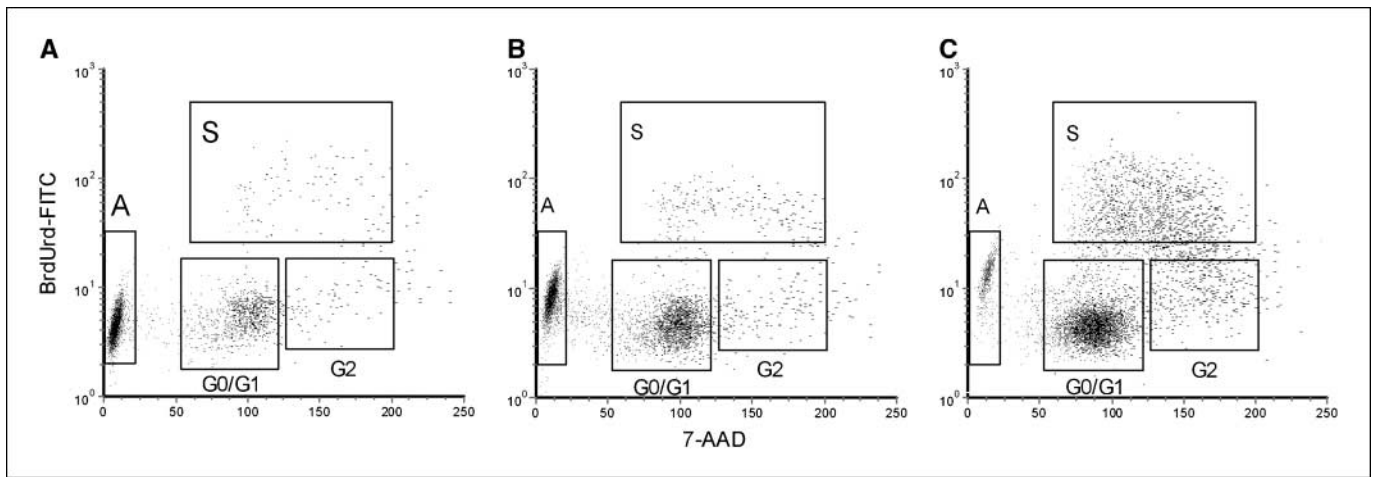 A B C
10³ 10³ 10³
S S S
10² 10² 10²
A A A
BrdUrd-FITC
10¹ 10¹ 10¹
G2 G2 G2
G0/G1 G0/G1 G0/G1
10⁰ 10⁰ 10⁰
0 50 100 150 200 250 0 50 100 150 200 250 0 50 100 150 200 250
7-AAD